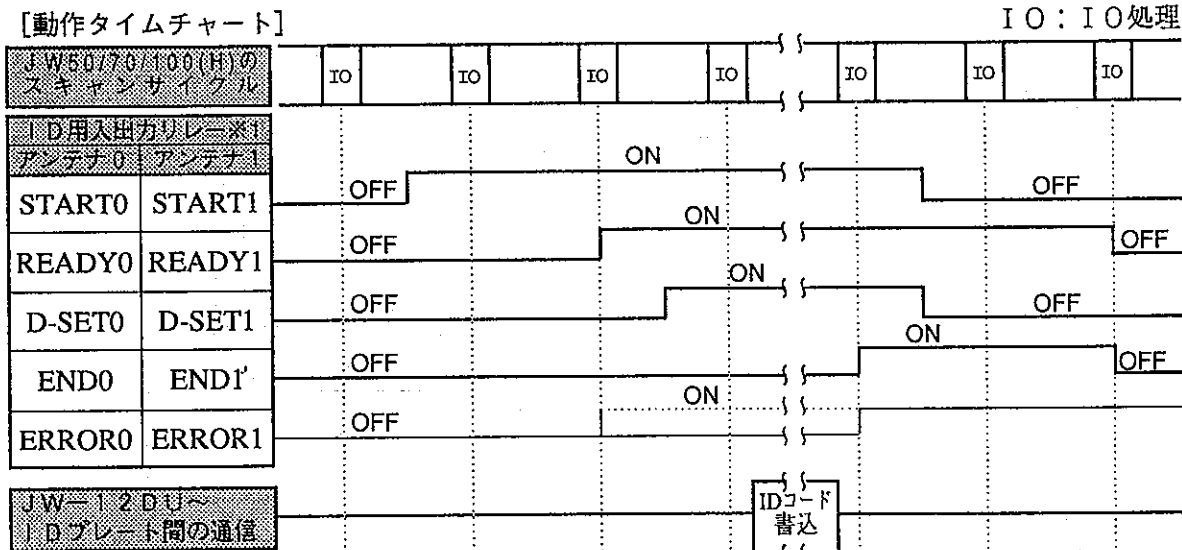 [動作タイムチャート]
IO：IO処理
JW50/70/100(H)の
スキャンサイクル
IO IO IO IO IO IO IO
ID用入出力リレー※1
アンテナ0 アンテナ1
ON
START0 START1 OFF OFF
ON
READY0 READY1 OFF OFF
ON
D-SET0 D-SET1 OFF OFF
ON
END0 END1' OFF OFF
ON
ERROR0 ERROR1 OFF
JW－12DU～
IDプレート間の通信
IDコード
書込